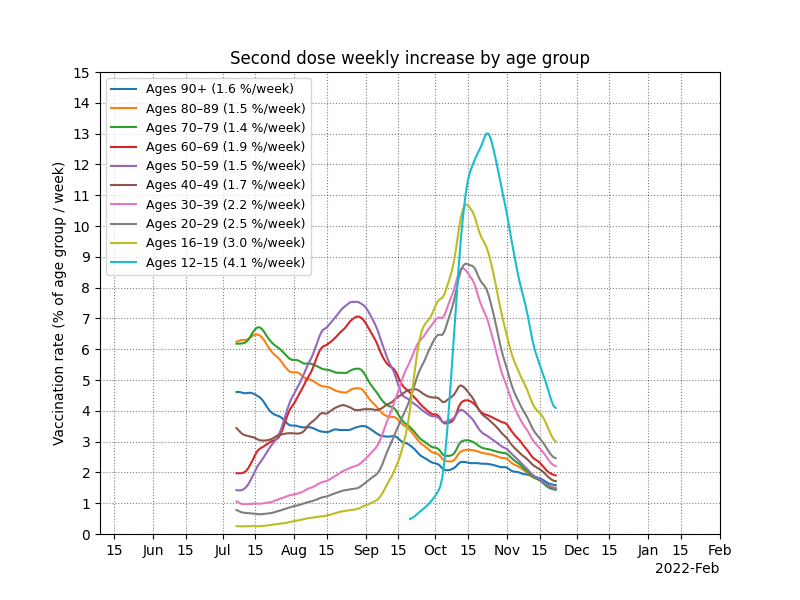 Second dose weekly increase by age group
Vaccination rate (% of age group / week)
15
14
13
12
11
10
9
8
7
6
5
4
3
2
1
0
Ages 90+ (1.6 %/week)
Ages 80–89 (1.5 %/week)
Ages 70–79 (1.4 %/week)
Ages 60–69 (1.9 %/week)
Ages 50–59 (1.5 %/week)
Ages 40–49 (1.7 %/week)
Ages 30–39 (2.2 %/week)
Ages 20–29 (2.5 %/week)
Ages 16–19 (3.0 %/week)
Ages 12–15 (4.1 %/week)
15 Jun 15 Jul 15 Aug 15 Sep 15 Oct 15 Nov 15 Dec 15 Jan 15 Feb
2022-Feb